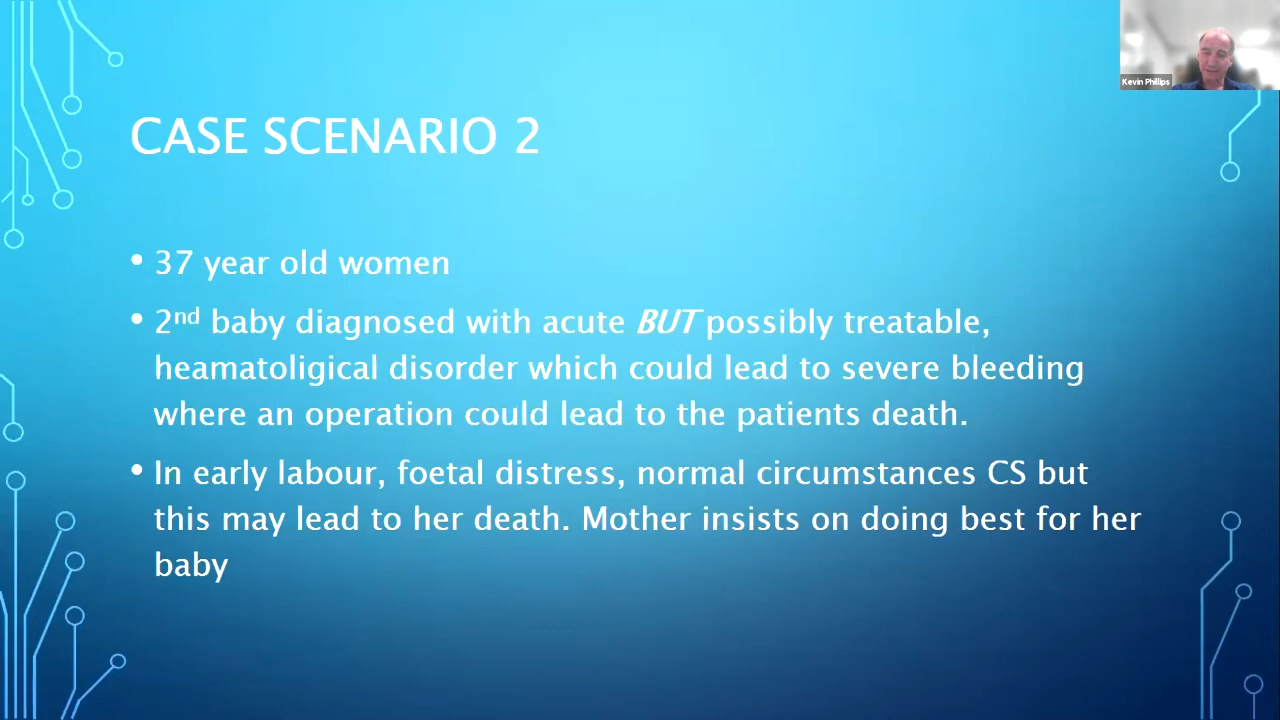 Kevin Phillips
CASE SCENARIO 2
• 37 year old women
• 2nd baby diagnosed with acute BUT possibly treatable,
heamatoligical disorder which could lead to severe bleeding
where an operation could lead to the patients death.
• In early labour, foetal distress, normal circumstances CS but
this may lead to her death. Mother insists on doing best for her
baby